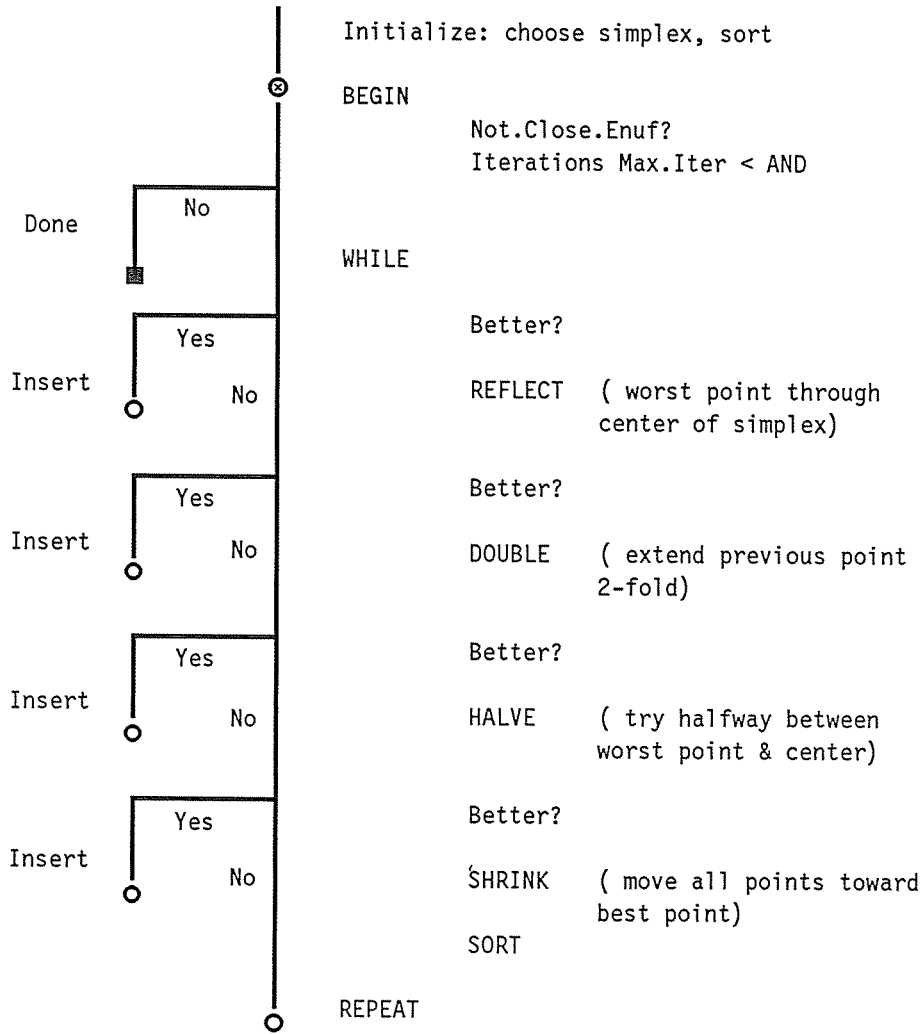 Initialize: choose simplex, sort
BEGIN
Not.Close.Enuf?
Iterations Max.Iter < AND
No
Done
WHILE
Better?
Yes
Insert
No
REFLECT ( worst point through
center of simplex)
Better?
Yes
Insert
No
DOUBLE ( extend previous point
2-fold)
Better?
Yes
Insert
No
HALVE ( try halfway between
worst point & center)
Better?
Yes
Insert
No
SHRINK ( move all points toward
best point)
SORT
REPEAT